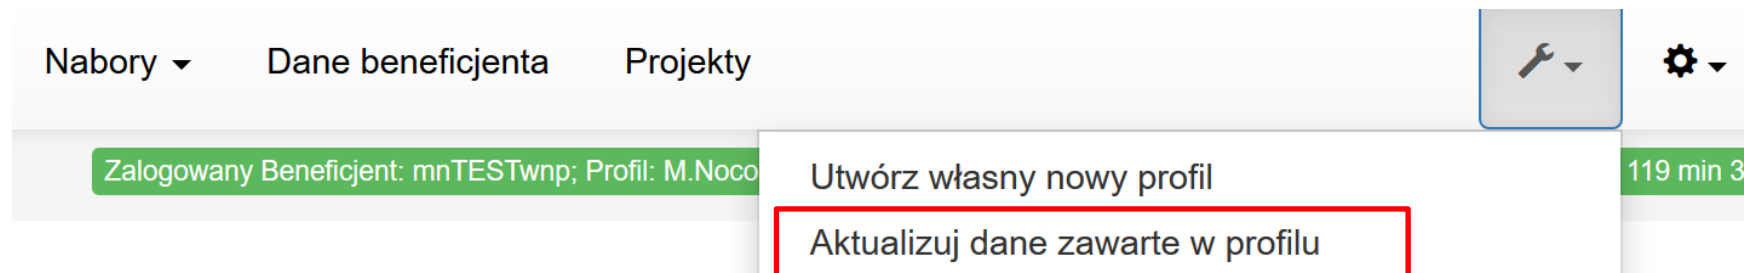 Nabory Dane beneficjenta Projekty
Zalogowany Beneficjent: mnTESTwnp; Profil: M.Noco
119 min 3
Utwórz własny nowy profil
Aktualizuj dane zawarte w profilu